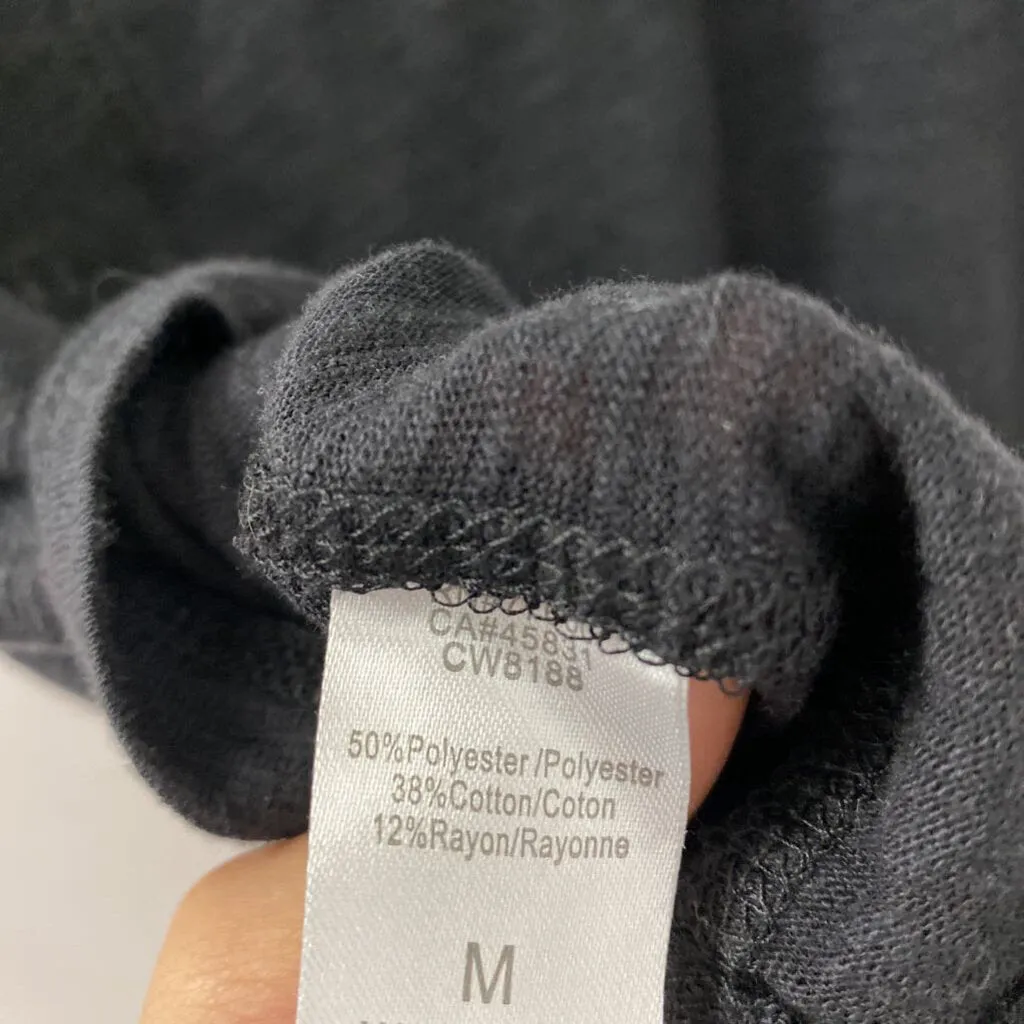 CA#45831
CW8188
50%Polyester/Polyester
38%Cotton/Coton
12%Rayon/Rayonne
M